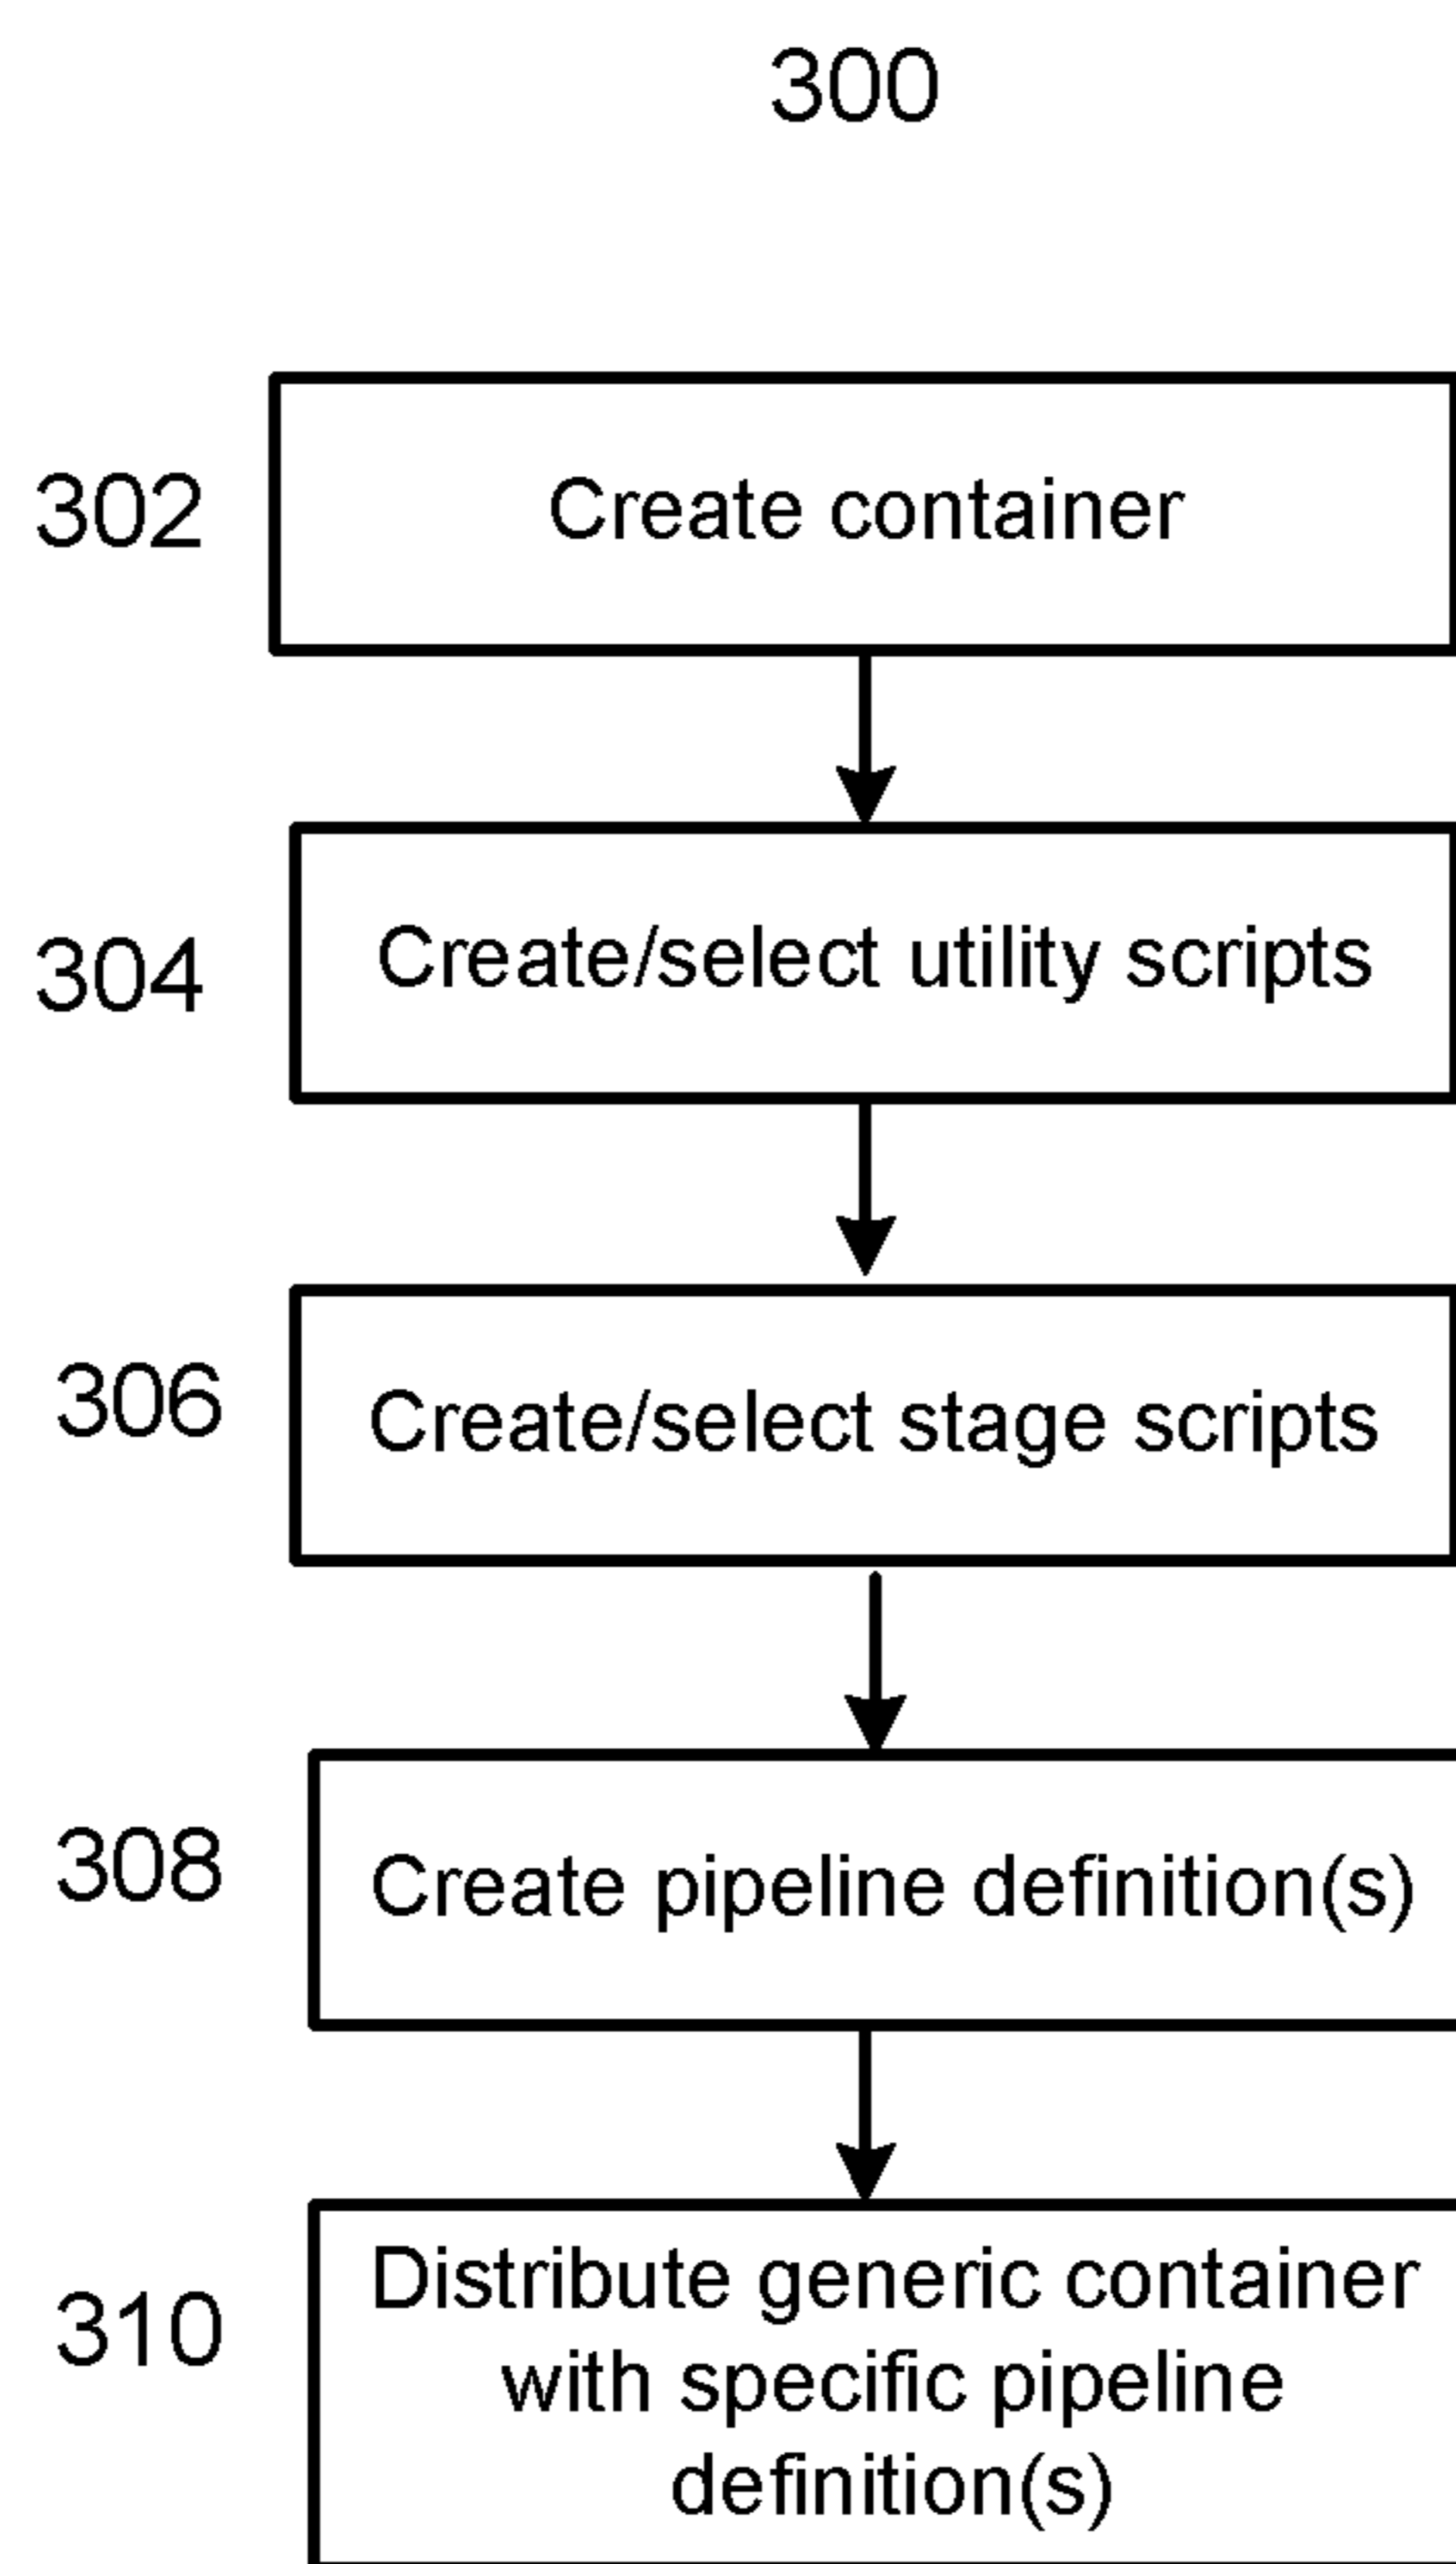 300
302
Create container
304
Create/select utility scripts
306
Create/select stage scripts
308
Create pipeline definition(s)
310
Distribute generic container
with specific pipeline
definition(s)